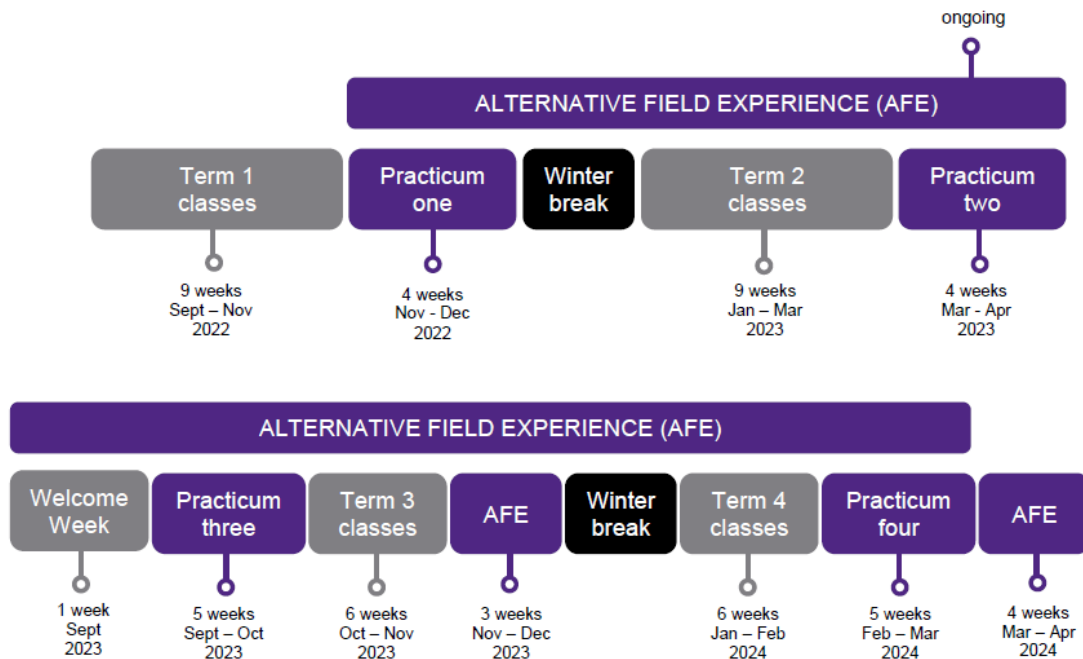 ongoing
ALTERNATIVE FIELD EXPERIENCE (AFE)
Term 1
classes
Practicum
one
Winter
break
Term 2
classes
Practicum
two
9 weeks
Sept – Nov
2022
4 weeks
Nov - Dec
2022
9 weeks
Jan – Mar
2023
4 weeks
Mar - Apr
2023
ALTERNATIVE FIELD EXPERIENCE (AFE)
Welcome
Week
Practicum
three
Term 3
classes
AFE
Winter
break
Term 4
classes
Practicum
four
AFE
1 week
Sept
2023
5 weeks
Sept – Oct
2023
6 weeks
Oct – Nov
2023
3 weeks
Nov – Dec
2023
6 weeks
Jan – Feb
2024
5 weeks
Feb – Mar
2024
4 weeks
Mar – Apr
2024